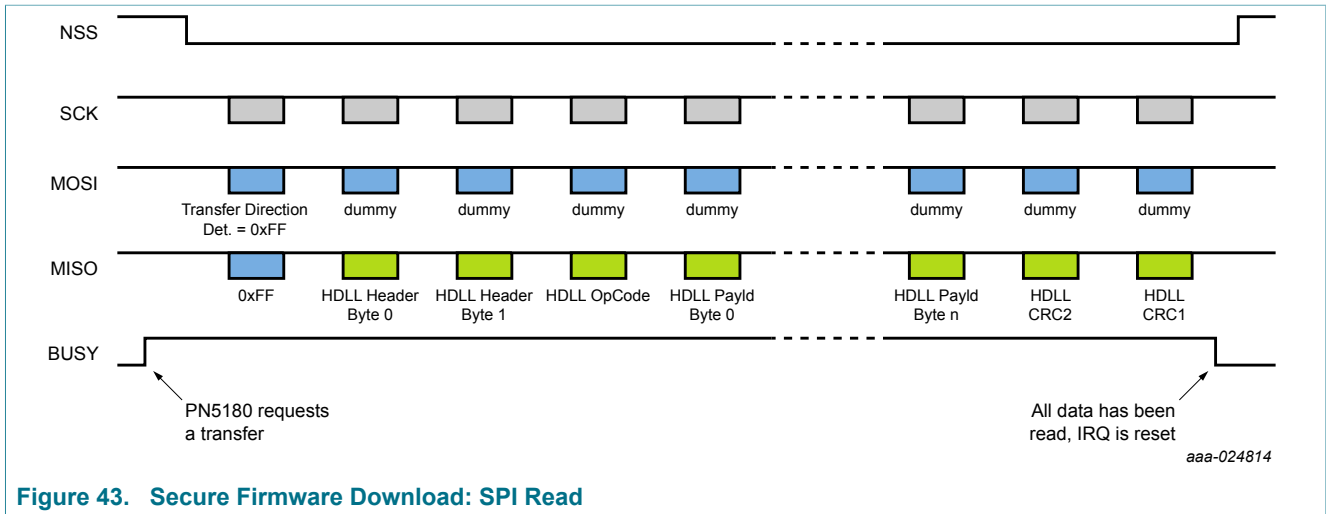 NSS
SCK
MOSI
Transfer Direction
Det. = 0xFF
dummy
dummy
dummy
dummy
dummy
dummy
dummy
MISO
0xFF
HDLL Header
Byte 0
HDLL Header
Byte 1
HDLL OpCode
HDLL Payld
Byte 0
HDLL Payld
Byte n
HDLL
CRC2
HDLL
CRC1
BUSY
PN5180 requests
a transfer
All data has been
read, IRQ is reset
aaa-024814
Figure 43. Secure Firmware Download: SPI Read